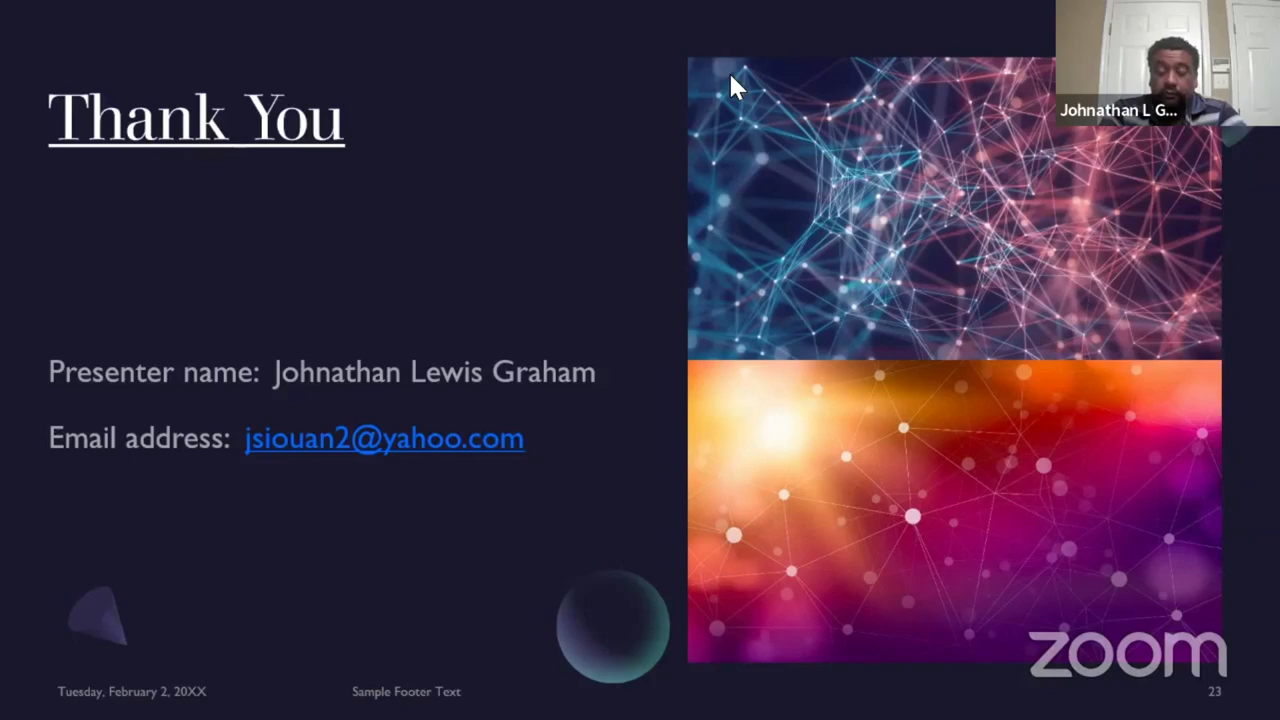 Thank You
Johnathan L G...
Presenter name: Johnathan Lewis Graham
Email address: jsiouan2@yahoo.com
zoom
Tuesday, February 2, 20XX
Sample Footer Text
23